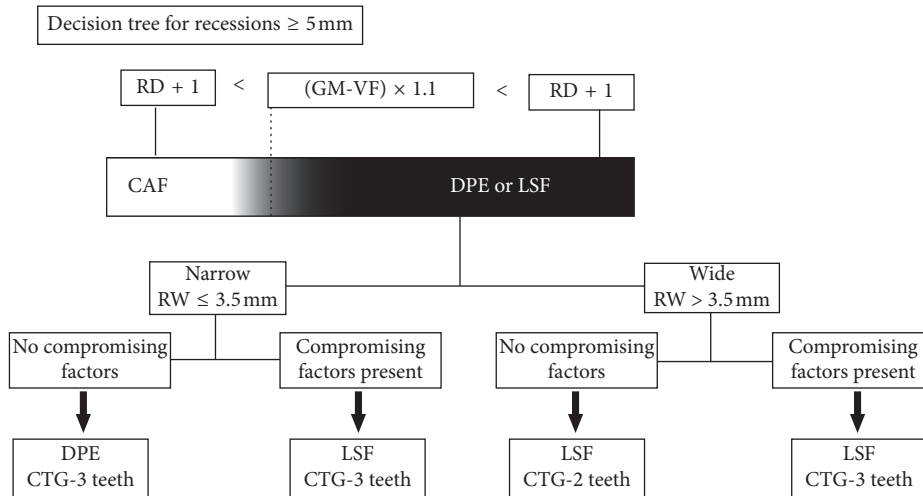 Decision tree for recessions ≥ 5 mm
RD + 1 < (GM-VF) × 1.1 < RD + 1
CAF DPE or LSF
Narrow
RW ≤ 3.5 mm
Wide
RW > 3.5 mm
No compromising
factors
Compromising
factors present
No compromising
factors
Compromising
factors present
DPE
CTG-3 teeth
LSF
CTG-3 teeth
LSF
CTG-2 teeth
LSF
CTG-3 teeth